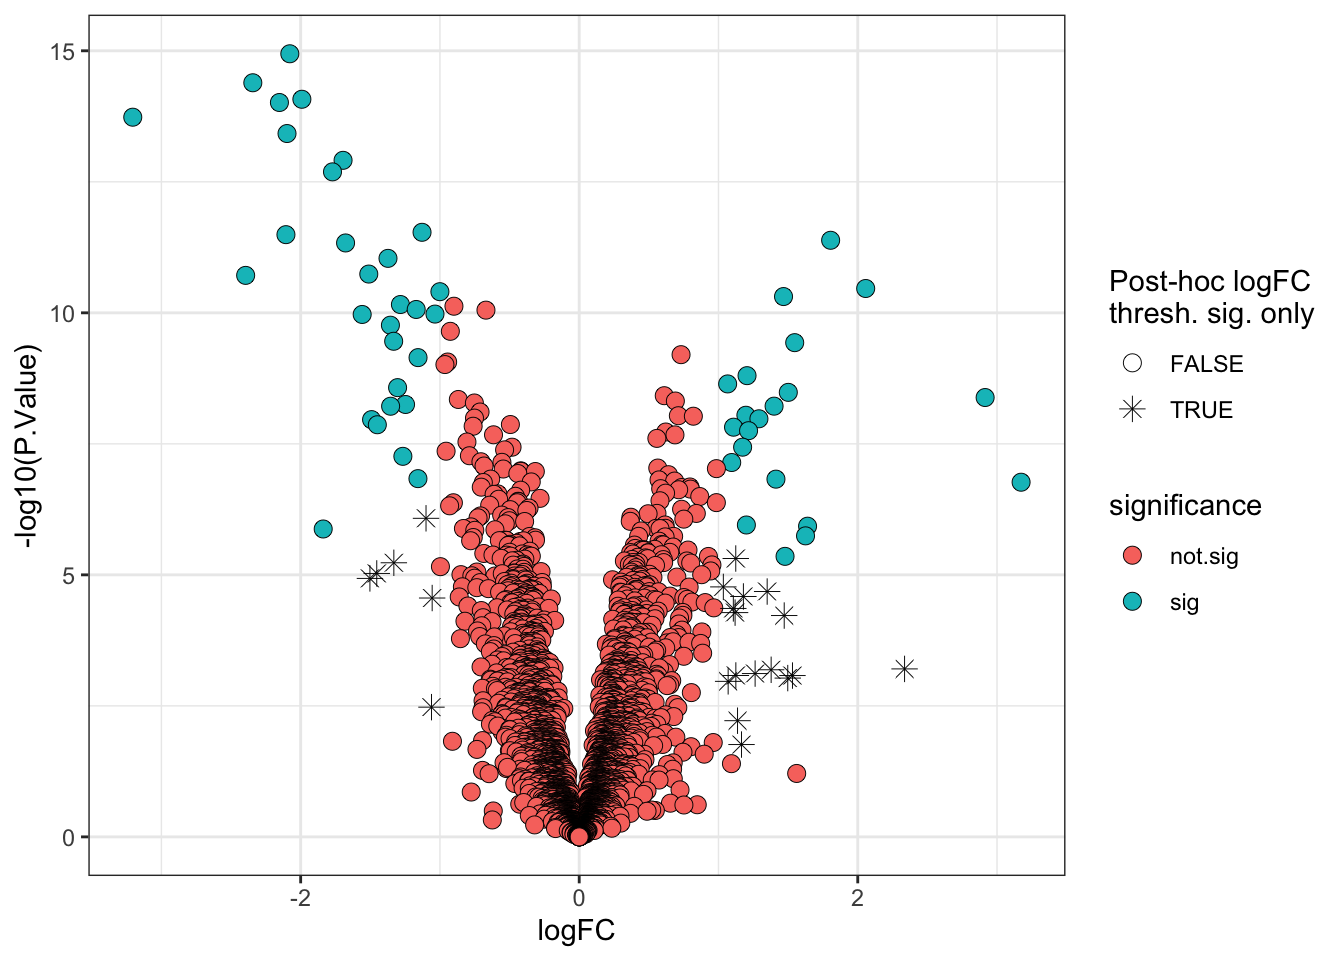 15
10
5
0
-log10(P.Value)
-2
0
2
logFC
Post-hoc logFC
thresh. sig. only
FALSE
TRUE
significance
not.sig
sig